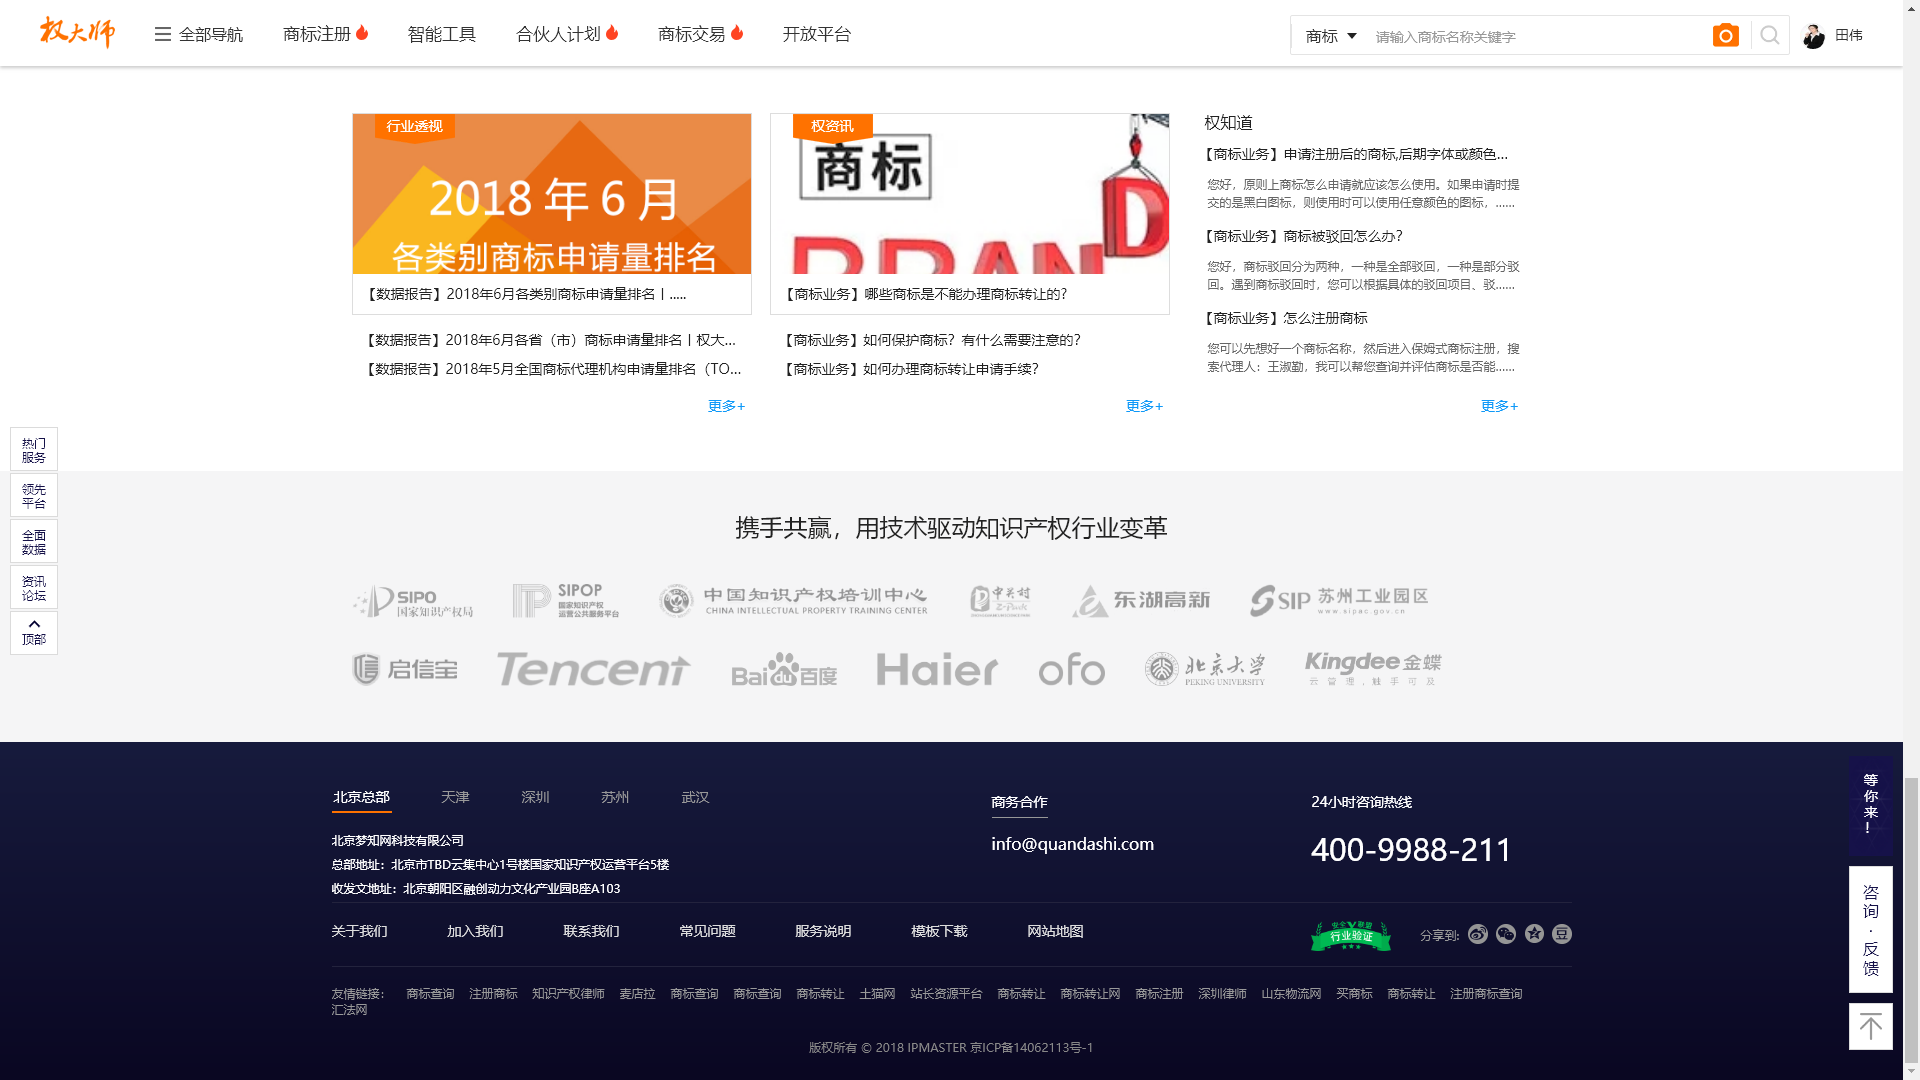 权大师
全部导航
商标注册
智能工具
合伙人计划
商标交易
开放平台
商标
请输入商标名称关键字
田伟
行业透视
2018 年 6 月
各类别商标申请量排名
【数据报告】2018年6月各类别商标申请量排名丨.....
【数据报告】2018年6月各省（市）商标申请量排名丨权大...
【数据报告】2018年5月全国商标代理机构申请量排名（TO...
更多+
权资讯
商标
BRAND
【商标业务】哪些商标是不能办理商标转让的？
【商标业务】如何保护商标？有什么需要注意的？
【商标业务】如何办理商标转让申请手续？
更多+
权知道
【商标业务】申请注册后的商标,后期字体或颜色...
您好，原则上商标怎么申请就应该怎么使用。如果申请时提
交的是黑白图标，则使用时可以使用任意颜色的图标，......
【商标业务】商标被驳回怎么办？
您好，商标驳回分为两种，一种是全部驳回，一种是部分驳
回。遇到商标驳回时，您可以根据具体的驳回项目、驳......
【商标业务】怎么注册商标
您可以先想好一个商标名称，然后进入保姆式商标注册，搜
索代理人：王淑勤，我可以帮您查询并评估商标是否能......
更多+
热门
服务
领先
平台
全面
数据
资讯
论坛
顶部
携手共赢，用技术驱动知识产权行业变革
SIPO
国家知识产权局
SIPOP
国家知识产权
运营公共服务平台
中国知识产权培训中心
CHINA INTELLECTUAL PROPERTY TRAINING CENTER
中关村
Z-Park
东湖高新
SIP 苏州工业园区
www.sipac.gov.cn
启信宝
Tencent
Baidu百度
Haier
ofo
北京大学
PEKING UNIVERSITY
Kingdee金蝶
云管理，触手可及
北京总部
天津
深圳
苏州
武汉
北京梦知网科技有限公司
总部地址：北京市TBD云集中心1号楼国家知识产权运营平台5楼
收发文地址：北京朝阳区融创动力文化产业园B座A103
商务合作
info@quandashi.com
24小时咨询热线
400-9988-211
关于我们
加入我们
联系我们
常见问题
服务说明
模板下载
网站地图
安全V联盟
行业验证
分享到:
友情链接： 商标查询 注册商标 知识产权律师 麦店拉 商标查询 商标查询 商标转让 土猫网 站长资源平台 商标转让 商标转让网 商标注册 深圳律师 山东物流网 买商标 商标转让 注册商标查询
汇法网
版权所有 © 2018 IPMASTER 京ICP备14062113号-1
等你来！
咨询·反馈